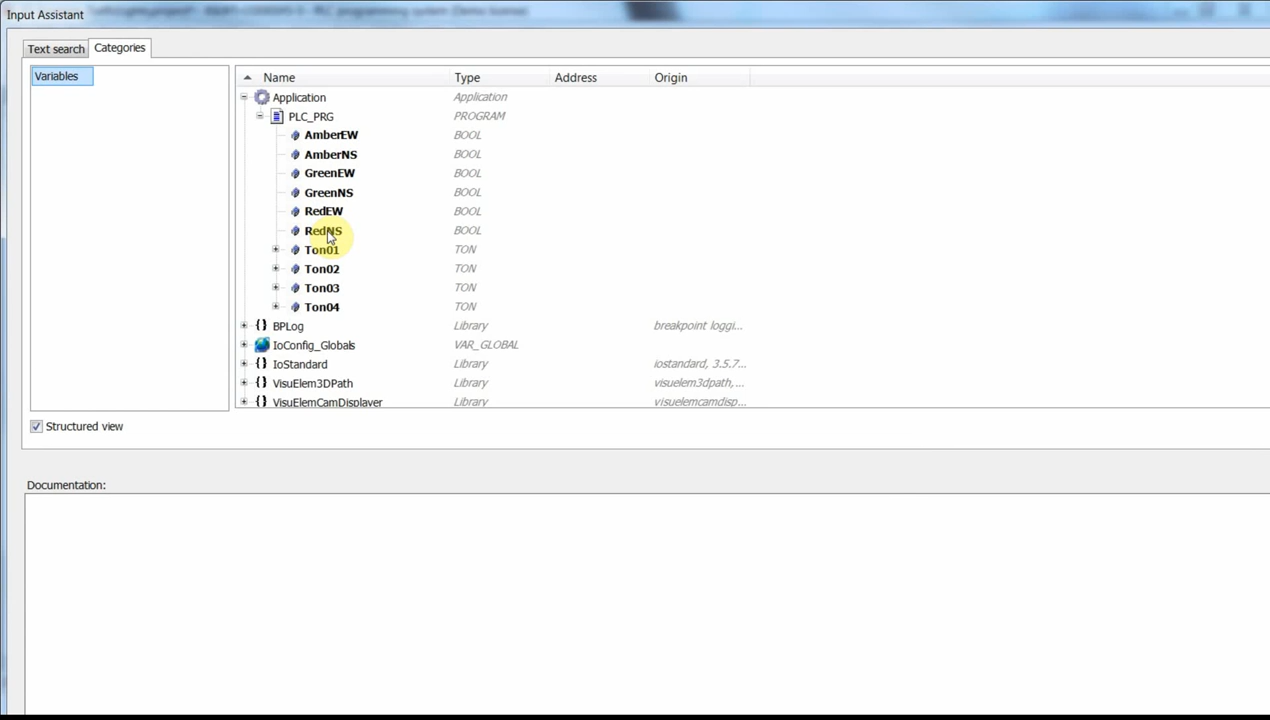 Input Assistant
Text search Categories
Variables
Name Type Address Origin
Application Application
PLC_PRG PROGRAM
AmberEW BOOL
AmberNS BOOL
GreenEW BOOL
GreenNS BOOL
RedEW BOOL
RedNS BOOL
Ton01 TON
Ton02 TON
Ton03 TON
Ton04 TON
BPLog Library breakpoint loggi...
IoConfig_Globals VAR_GLOBAL
IoStandard Library iostandard, 3.5.7...
VisuElem3DPath Library visuelem3dpath,...
VisuElemCamDisplayer Library visuelemcamdisp...
Structured view
Documentation: